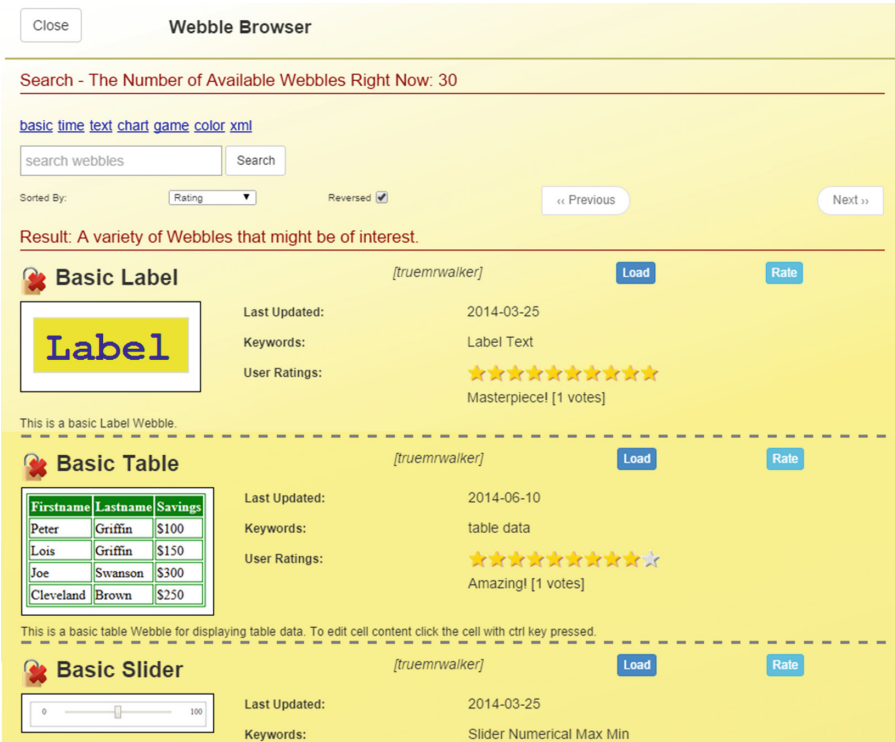 Close Webble Browser
Search - The Number of Available Webbles Right Now: 30
basic time text chart game color xml
search webbles Search
Sorted By: Rating Reversed ‹‹ Previous Next ››
Result: A variety of Webbles that might be of interest.
Basic Label [truemrwalker] Load Rate
Label
Last Updated: 2014-03-25
Keywords: Label Text
User Ratings:
Masterpiece! [1 votes]
This is a basic Label Webble.
Basic Table [truemrwalker] Load Rate
Firstname Lastname Savings
Peter Griffin $100
Lois Griffin $150
Joe Swanson $300
Cleveland Brown $250
Last Updated: 2014-06-10
Keywords: table data
User Ratings:
Amazing! [1 votes]
This is a basic table Webble for displaying table data. To edit cell content click the cell with ctrl key pressed.
Basic Slider [truemrwalker] Load Rate
0 100
Last Updated: 2014-03-25
Keywords: Slider Numerical Max Min